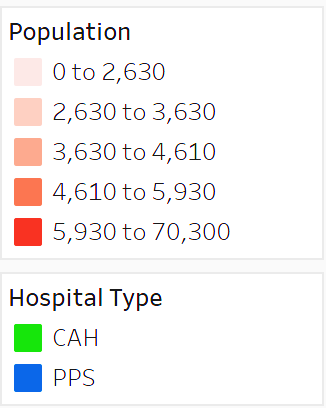 Population
0 to 2,630
2,630 to 3,630
3,630 to 4,610
4,610 to 5,930
5,930 to 70,300
Hospital Type
CAH
PPS